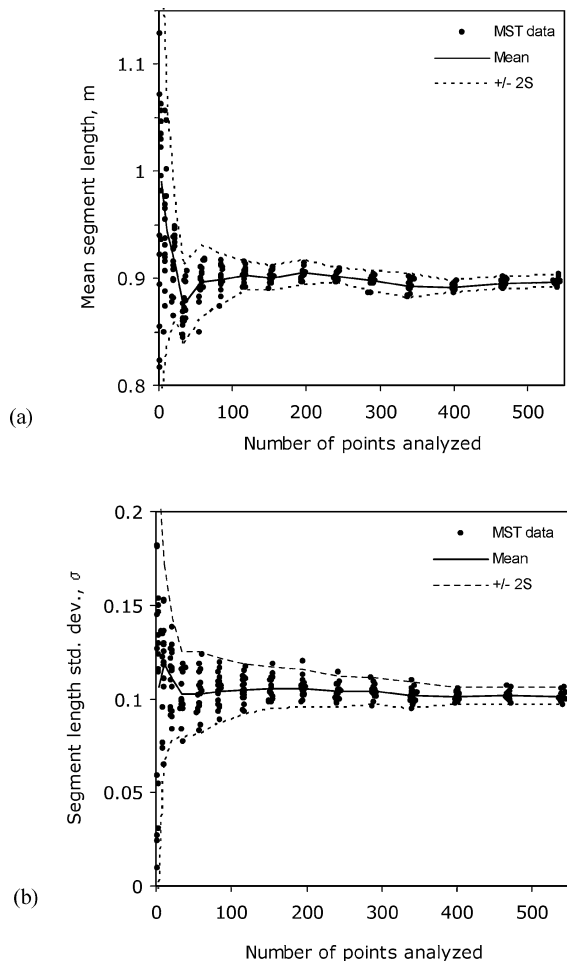 MST data
Mean
+/- 2S
1.1
1
0.9
0.8
Mean segment length, m
0 100 200 300 400 500
Number of points analyzed
(a)
MST data
Mean
+/- 2S
0.2
0.15
0.1
0.05
0
Segment length std. dev., σ
0 100 200 300 400 500
Number of points analyzed
(b)